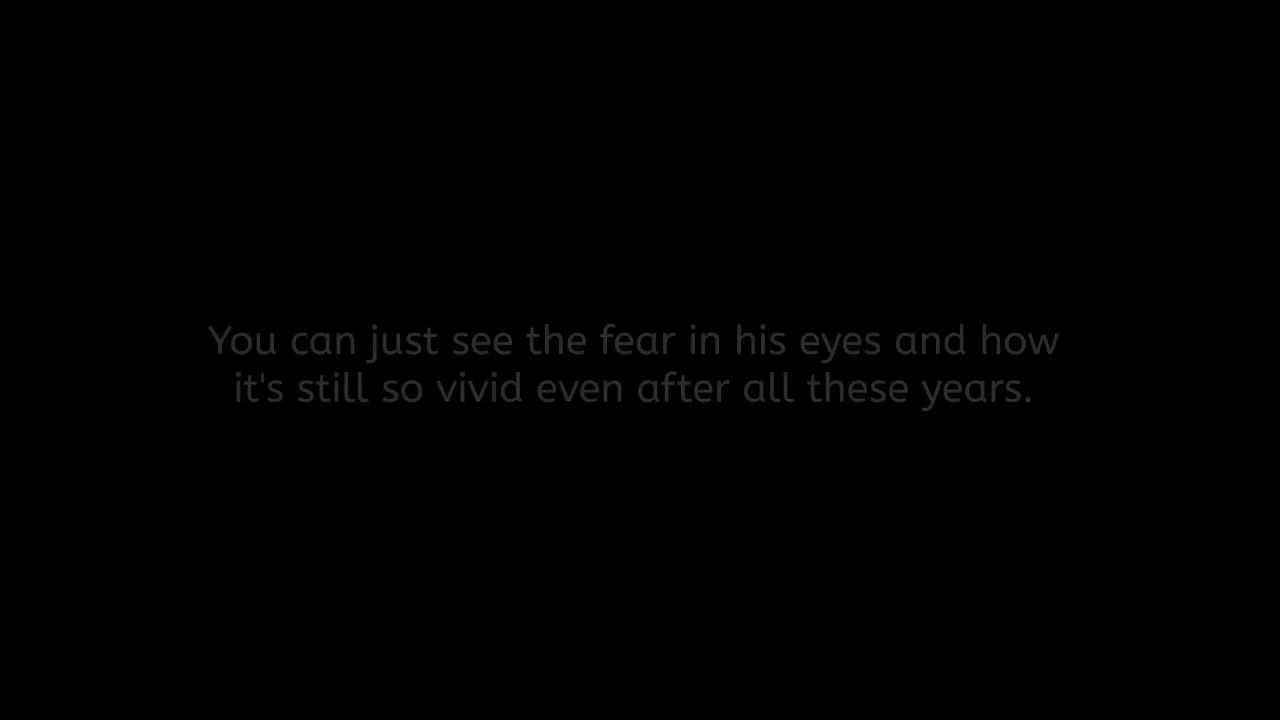 You can just see the fear in his eyes and how
it's still so vivid even after all these years.